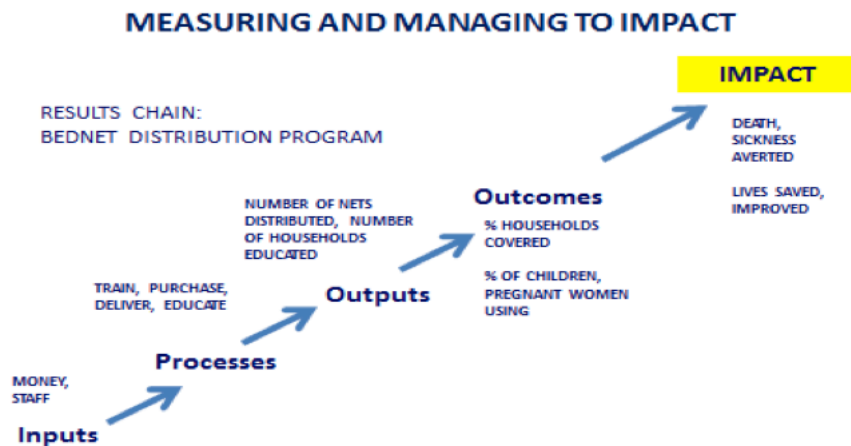 MEASURING AND MANAGING TO IMPACT
IMPACT
RESULTS CHAIN:
BEDNET DISTRIBUTION PROGRAM
DEATH,
SICKNESS
AVERTED
LIVES SAVED,
IMPROVED
Outcomes
% HOUSEHOLDS
COVERED
% OF CHILDREN,
PREGNANT WOMEN
USING
NUMBER OF NETS
DISTRIBUTED, NUMBER
OF HOUSEHOLDS
EDUCATED
Outputs
TRAIN, PURCHASE,
DELIVER, EDUCATE
Processes
MONEY,
STAFF
Inputs